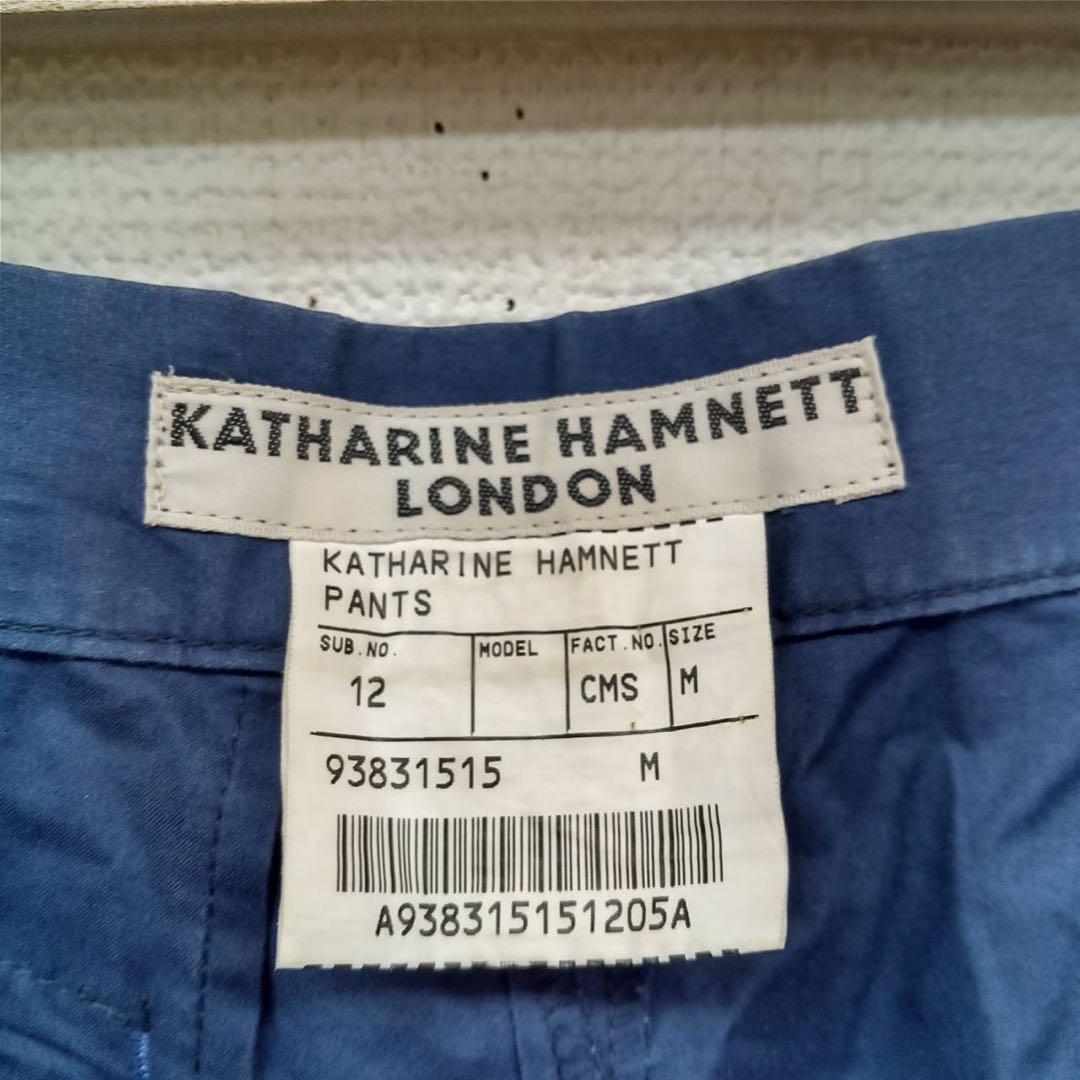 KATHARINE HAMNETT
LONDON
KATHARINE HAMNETT
PANTS
SUB.NO. MODEL FACT.NO. SIZE
12 CMS M
93831515 M
A938315151205A